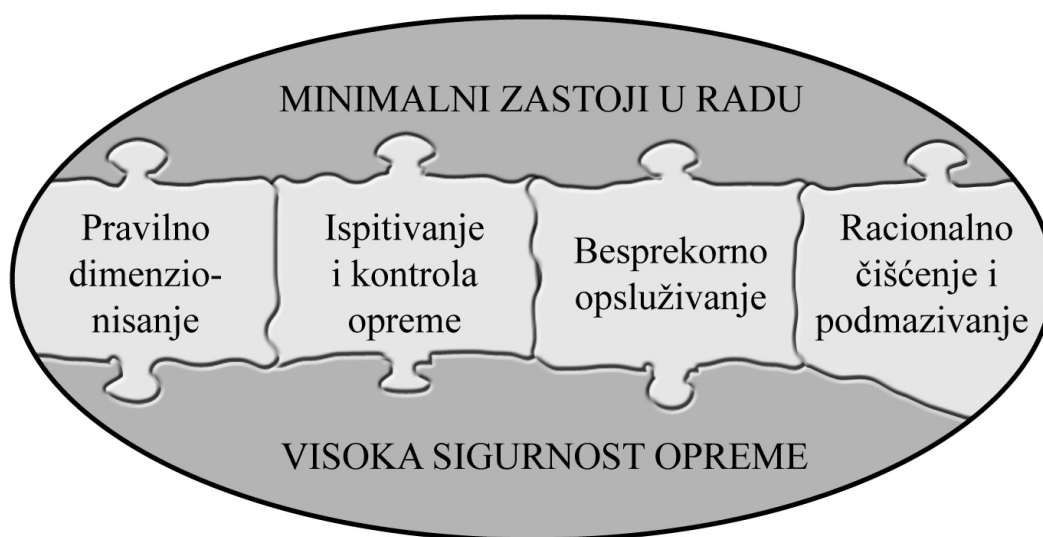 MINIMALNI ZASTOJI U RADU
Pravilno
dimenzio-
nisanje
Ispitivanje
i kontrola
opreme
Besprekorno
opsluživanje
Racionalno
čišćenje i
podmazivanje
VISOKA SIGURNOST OPREME